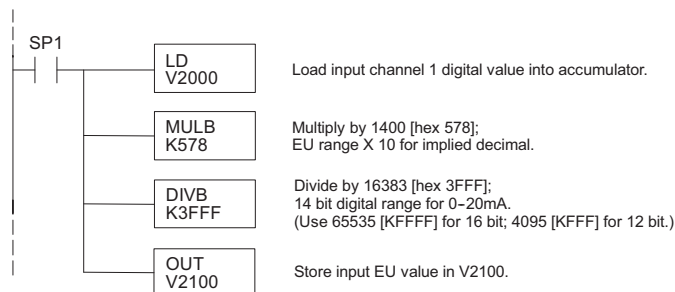 SP1
LD
V2000
Load input channel 1 digital value into accumulator.
MULB
K578
Multiply by 1400 [hex 578];
EU range X 10 for implied decimal.
DIVB
K3FFF
Divide by 16383 [hex 3FFF];
14 bit digital range for 0-20mA.
(Use 65535 [KFFFF] for 16 bit; 4095 [KFFF] for 12 bit.)
OUT
V2100
Store input EU value in V2100.